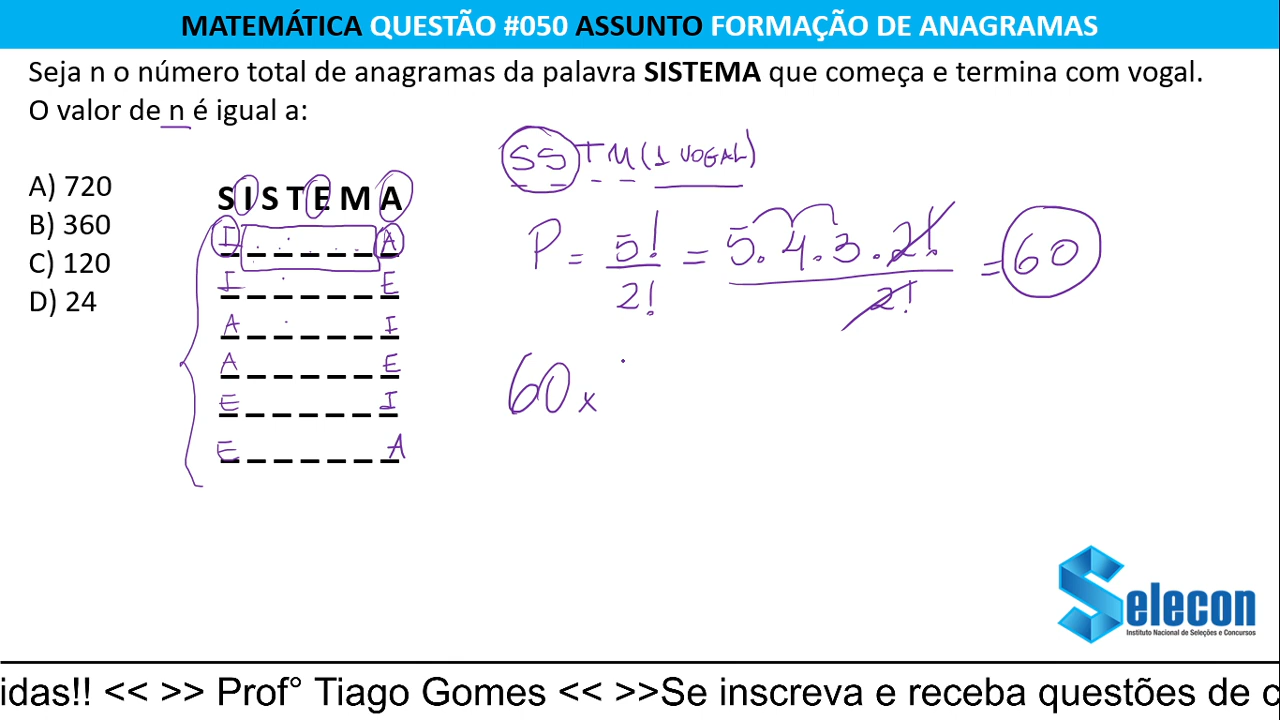 MATEMÁTICA QUESTÃO #050 ASSUNTO FORMAÇÃO DE ANAGRAMAS
Seja n o número total de anagramas da palavra SISTEMA que começa e termina com vogal.
O valor de n é igual a:
A) 720
B) 360
C) 120
D) 24
SISTEMA
I _ _ _ _ _ A
I _ _ _ _ _ E
A _ _ _ _ _ I
A _ _ _ _ _ E
E _ _ _ _ _ I
E _ _ _ _ _ A
SS T M (1 VOGAL)
P = 5!/2! = 5.4.3.2!/2! = 60
60 x
Selecon
Instituto Nacional de Seleções e Concursos
idas!! << >> Prof° Tiago Gomes << >>Se inscreva e receba questões de c